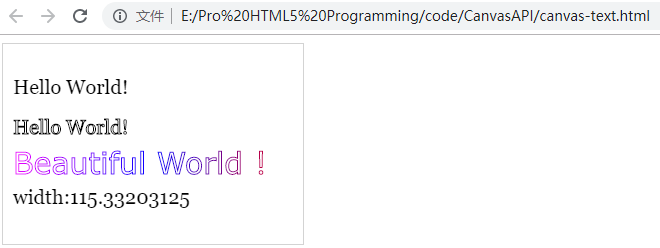 文件 E:/Pro%20HTML5%20Programming/code/CanvasAPI/canvas-text.html
Hello World!
Hello World!
Beautiful World !
width:115.33203125